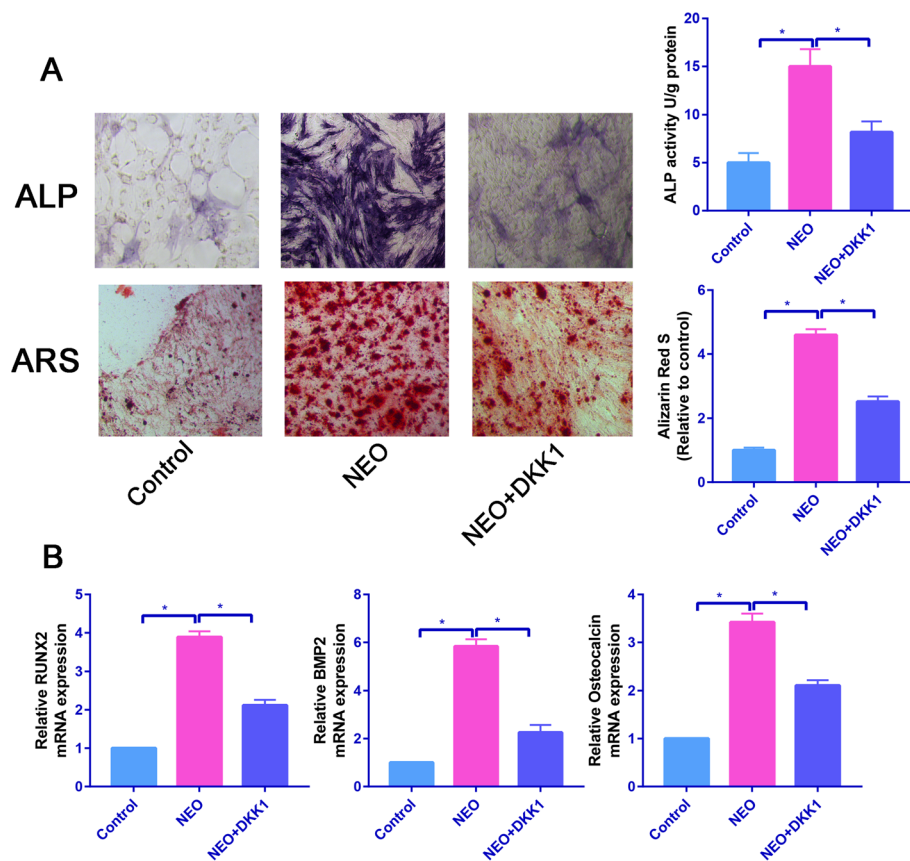 A
ALP
ARS
Control
NEO
NEO+DKK1
ALP activity U/g protein
20
15
10
5
0
*
*
Control
NEO
NEO+DKK1
Alizarin Red S
(Relative to control)
6
4
2
0
*
*
Control
NEO
NEO+DKK1
B
Relative RUNX2
mRNA expression
5
4
3
2
1
0
*
*
Control
NEO
NEO+DKK1
Relative BMP2
mRNA expression
8
6
4
2
0
*
*
Control
NEO
NEO+DKK1
Relative Osteocalcin
mRNA expression
4
3
2
1
0
*
*
Control
NEO
NEO+DKK1